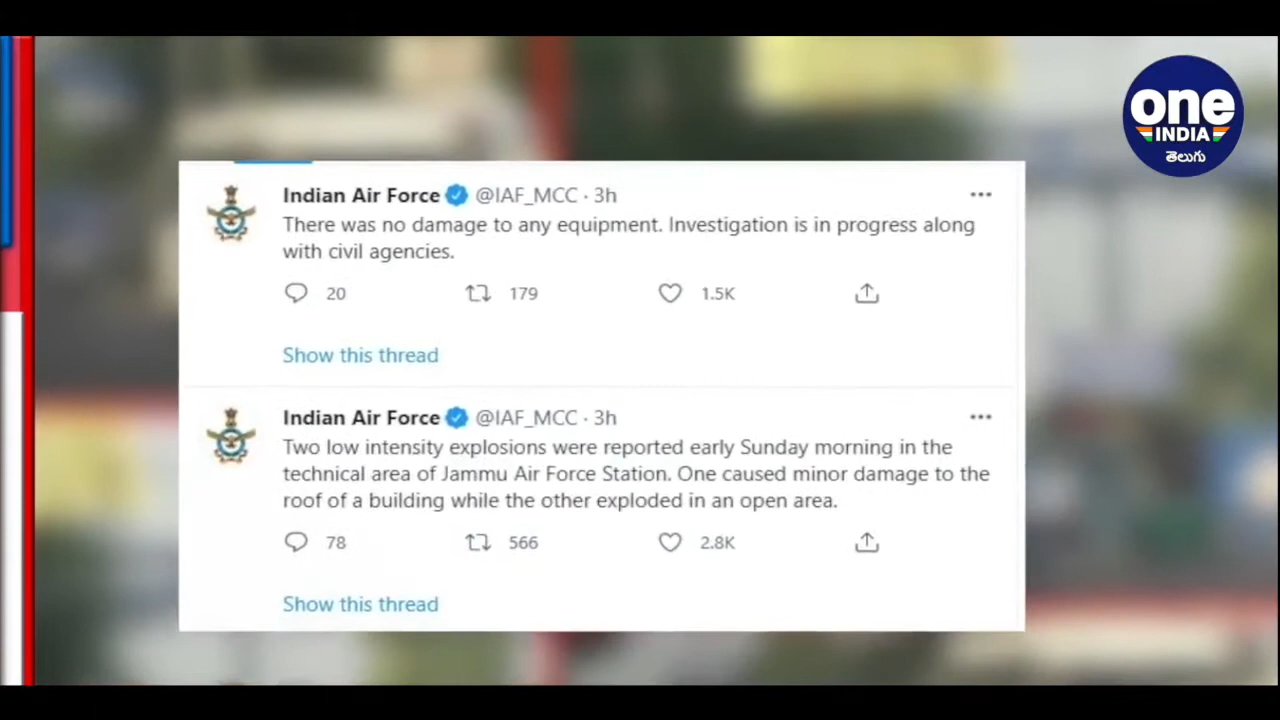 one
INDIA
తెలుగు
Indian Air Force @IAF_MCC · 3h
There was no damage to any equipment. Investigation is in progress along
with civil agencies.
20 179 1.5K
Show this thread
Indian Air Force @IAF_MCC · 3h
Two low intensity explosions were reported early Sunday morning in the
technical area of Jammu Air Force Station. One caused minor damage to the
roof of a building while the other exploded in an open area.
78 566 2.8K
Show this thread